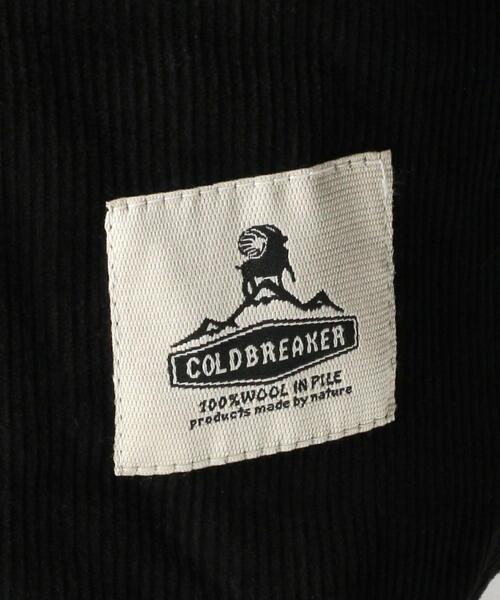 COLDBREAKER
100%WOOL IN PILE
products made by nature